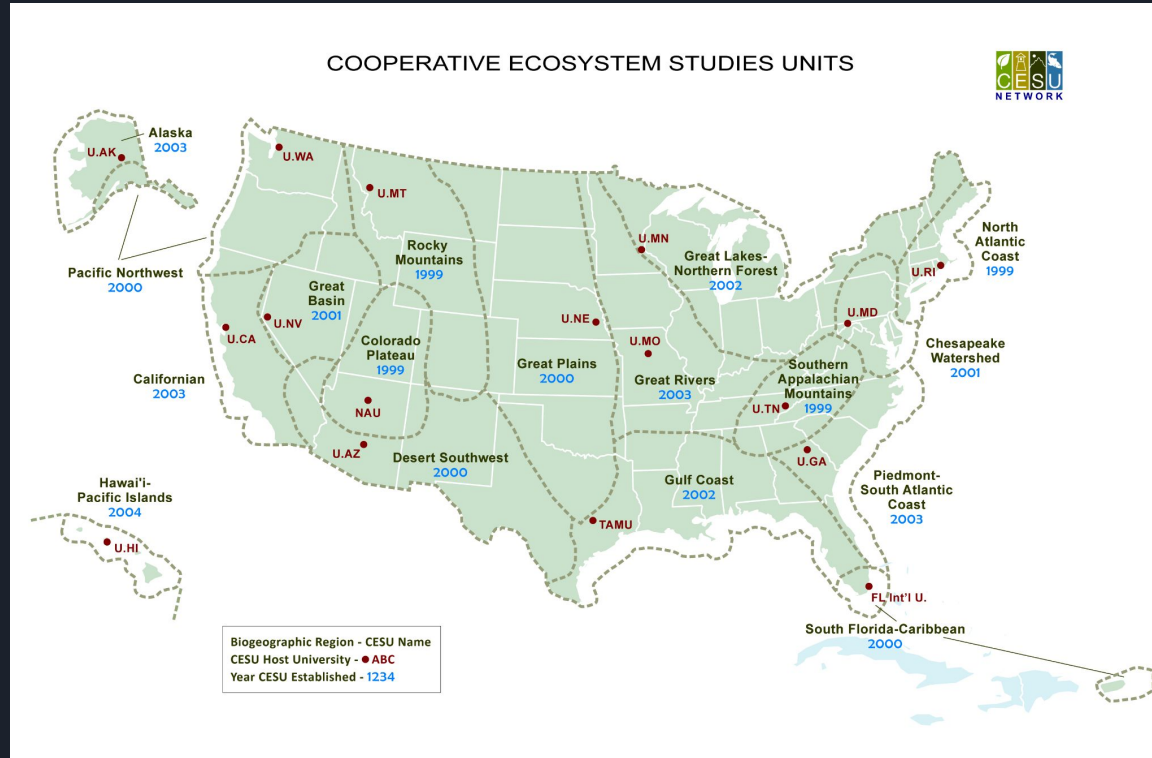 COOPERATIVE ECOSYSTEM STUDIES UNITS
CESU
NETWORK
Alaska
2003
U.AK
U.WA
U.MT
Pacific Northwest
2000
Rocky
Mountains
1999
Great
Basin
2001
U.NV
U.CA
Californian
2003
Colorado
Plateau
1999
NAU
U.AZ
Desert Southwest
2000
Hawai'i-
Pacific Islands
2004
U.HI
U.MN
Great Lakes-
Northern Forest
2002
U.NE
U.MO
Great Plains
2000
Great Rivers
2003
North
Atlantic
Coast
1999
U.RI
U.MD
Chesapeake
Watershed
2001
Southern
Appalachian
Mountains
1999
U.TN
U.GA
Gulf Coast
2002
TAMU
Piedmont-
South Atlantic
Coast
2003
FL Int'l U.
South Florida-Caribbean
2000
Biogeographic Region - CESU Name
CESU Host University - ● ABC
Year CESU Established - 1234